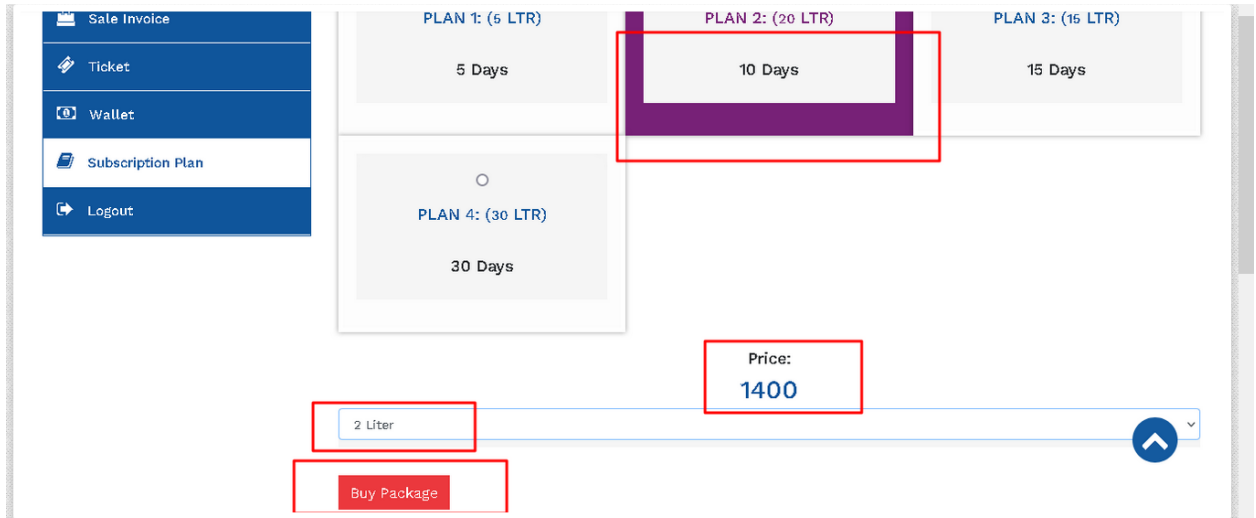 Sale Invoice
Ticket
Wallet
Subscription Plan
Logout
PLAN 1: (5 LTR)
5 Days
PLAN 2: (20 LTR)
10 Days
PLAN 3: (15 LTR)
15 Days
PLAN 4: (30 LTR)
30 Days
Price:
1400
2 Liter
Buy Package